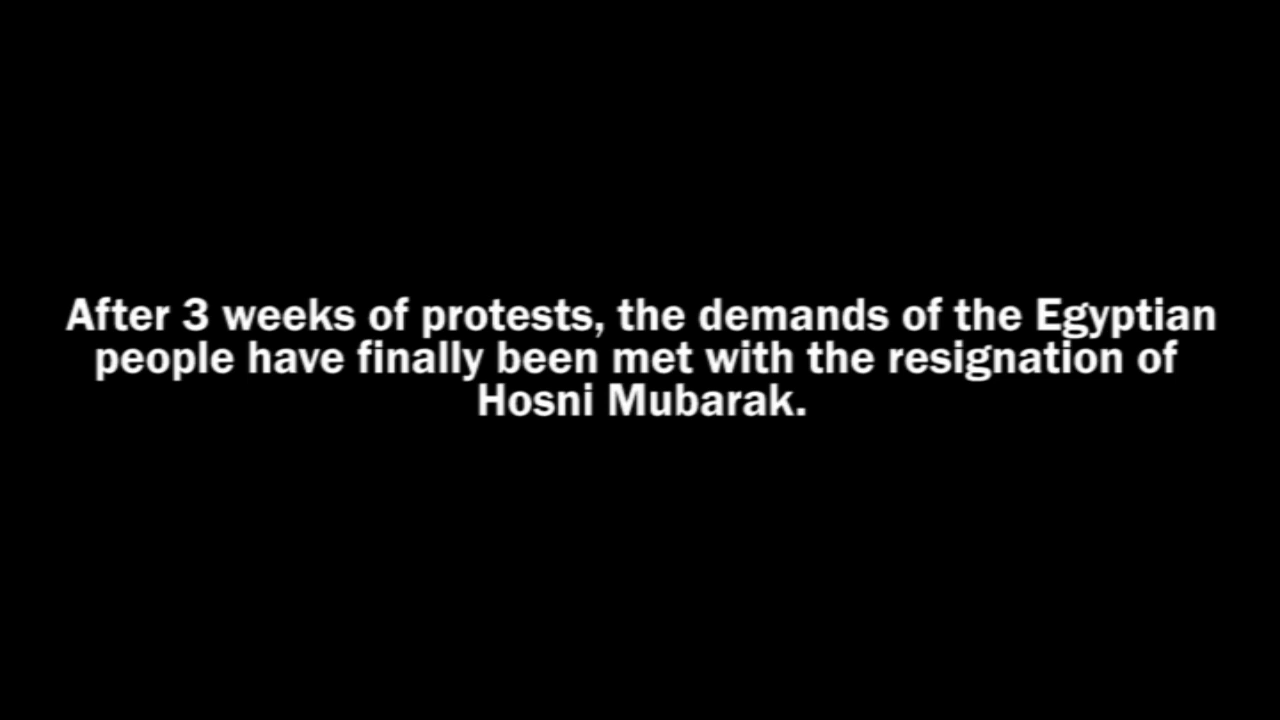 After 3 weeks of protests, the demands of the Egyptian
people have finally been met with the resignation of
Hosni Mubarak.